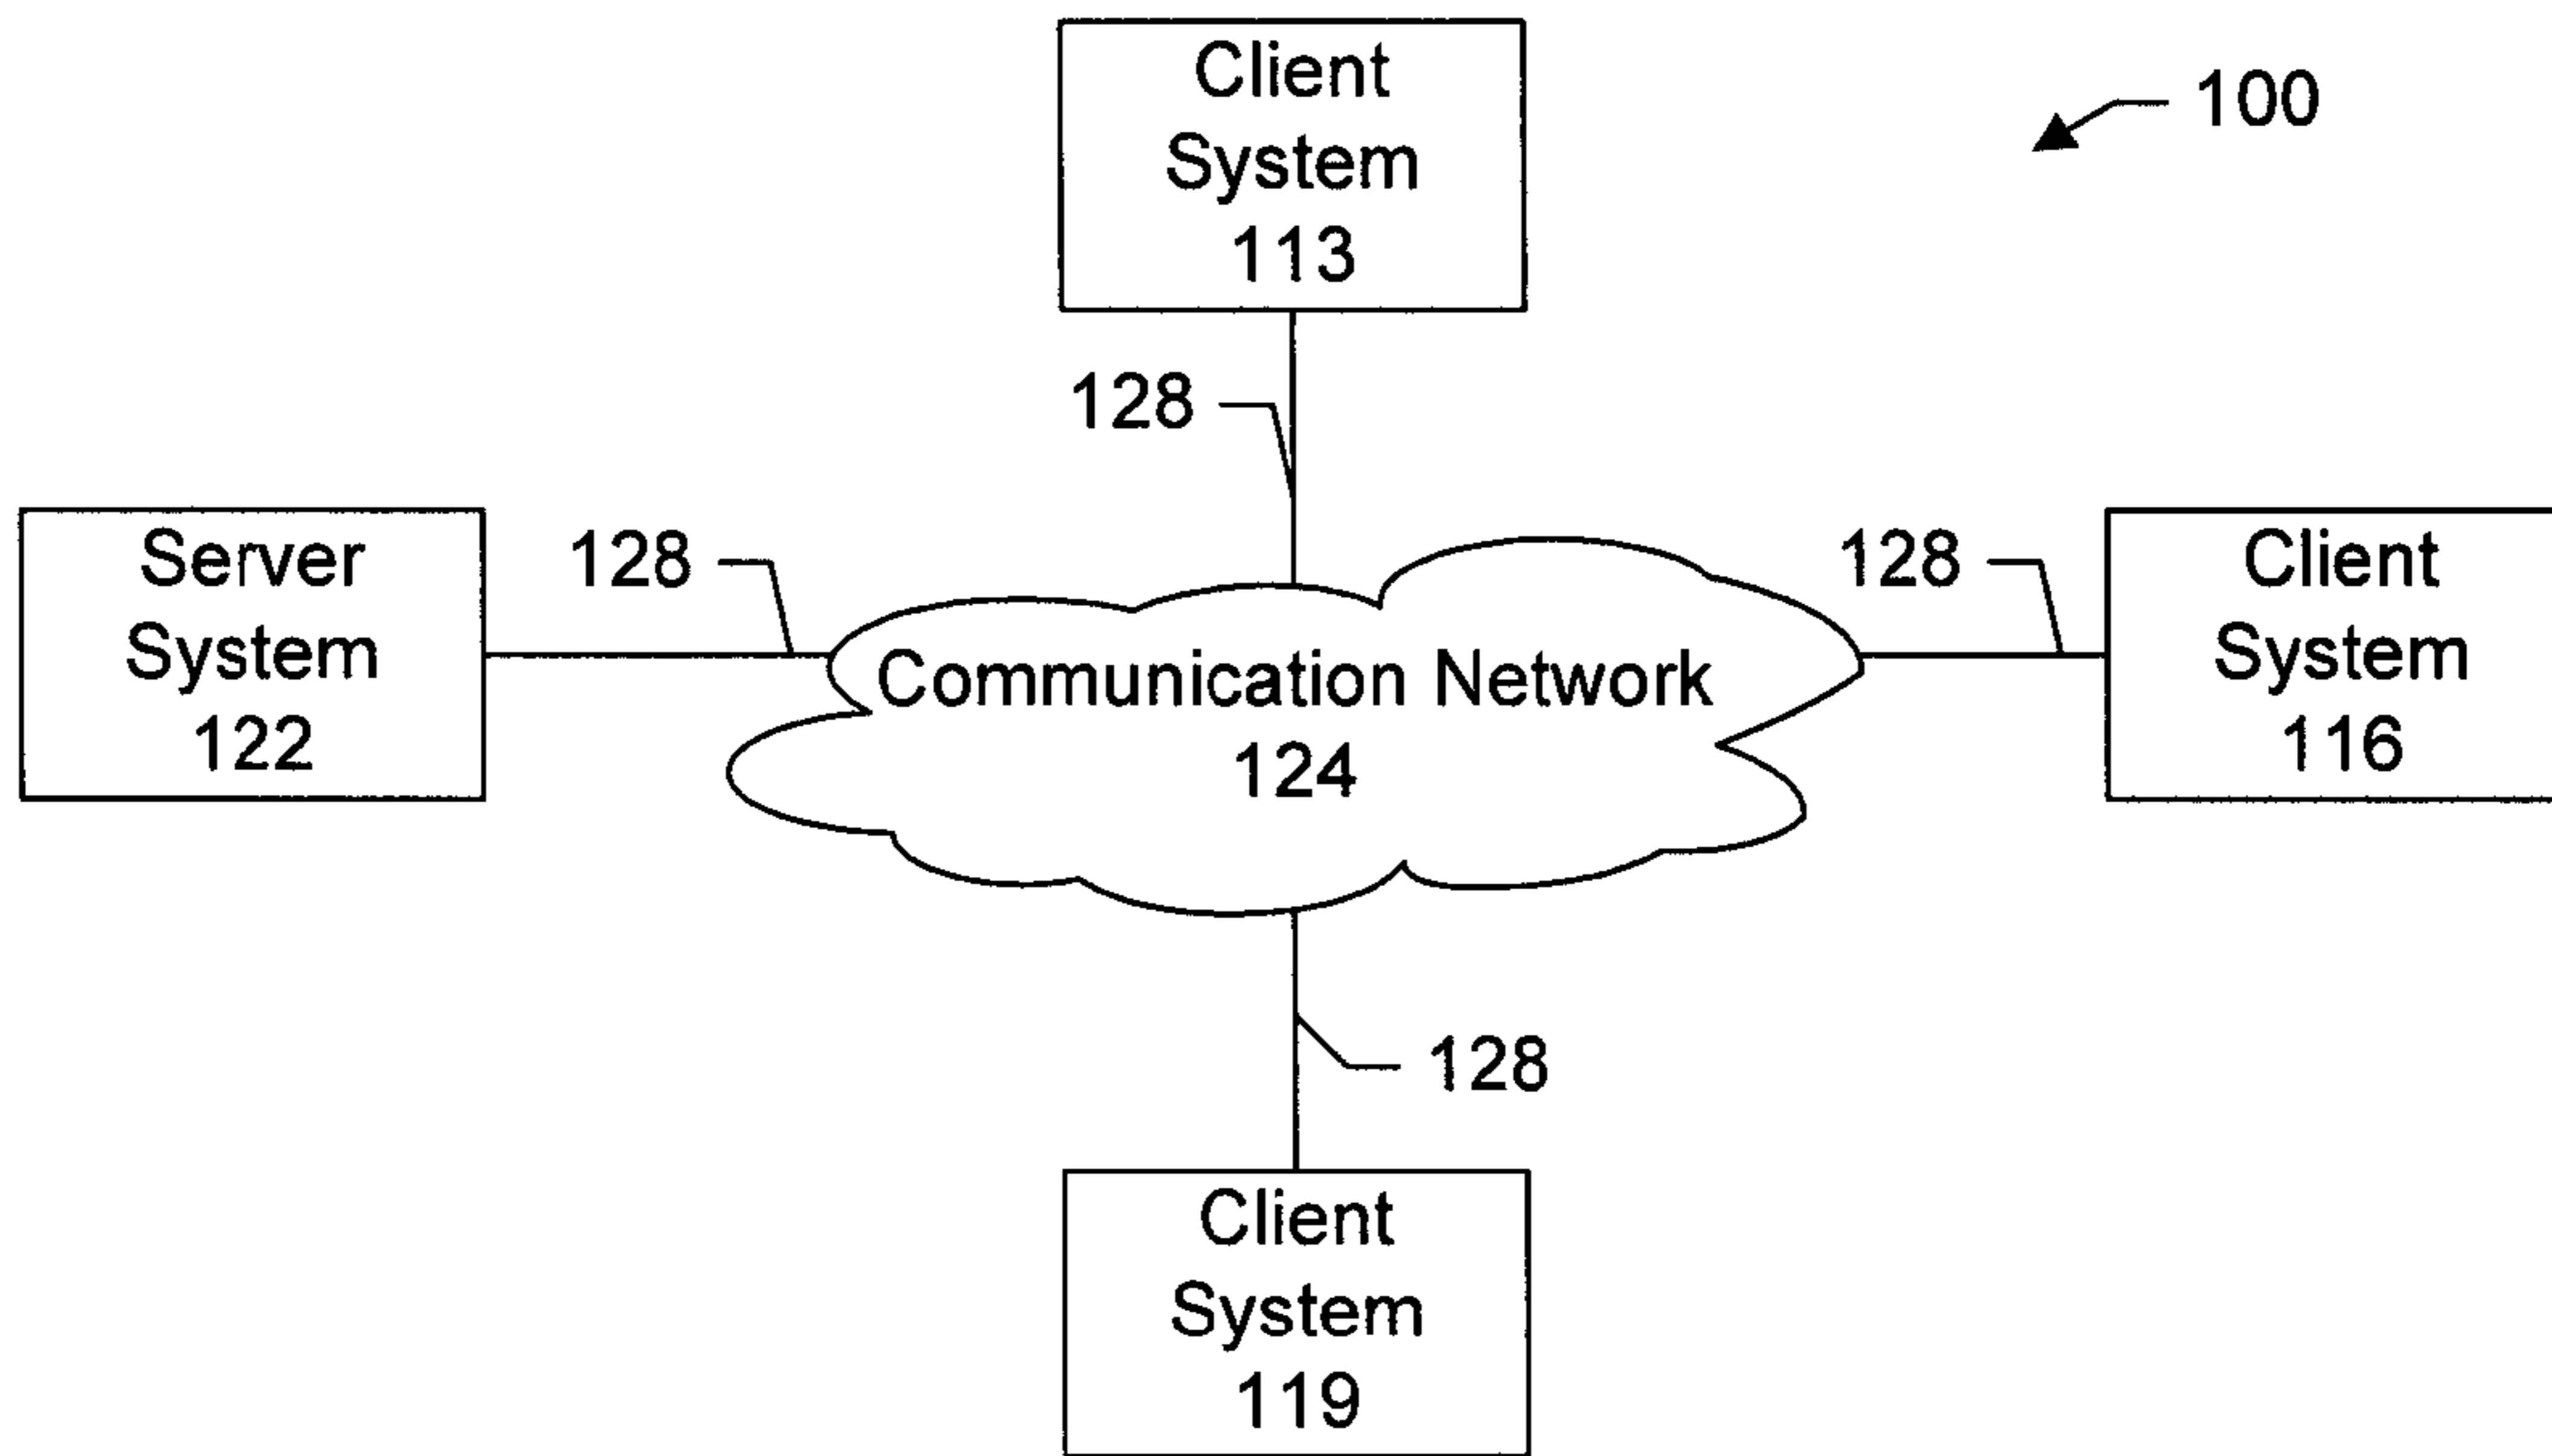 Client
System
113
100
128
Server
System
122
128
Communication Network
124
128
Client
System
116
128
Client
System
119